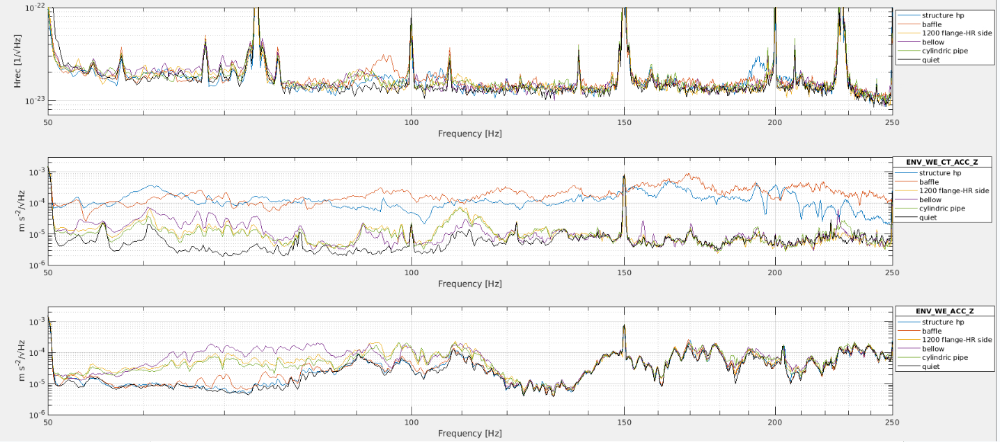 10-22
10-23
Hrec [1/√Hz]
50
100
150
200
250
Frequency [Hz]
structure hp
baffle
1200 flange-HR side
bellow
cylindric pipe
quiet
10-3
10-4
10-5
10-6
m s-2/√Hz
50
100
150
200
250
Frequency [Hz]
ENV_WE_CT_ACC_Z
structure hp
baffle
1200 flange-HR side
bellow
cylindric pipe
quiet
10-3
10-4
10-5
10-6
m s-2/√Hz
50
100
150
200
250
Frequency [Hz]
ENV_WE_ACC_Z
structure hp
baffle
1200 flange-HR side
bellow
cylindric pipe
quiet